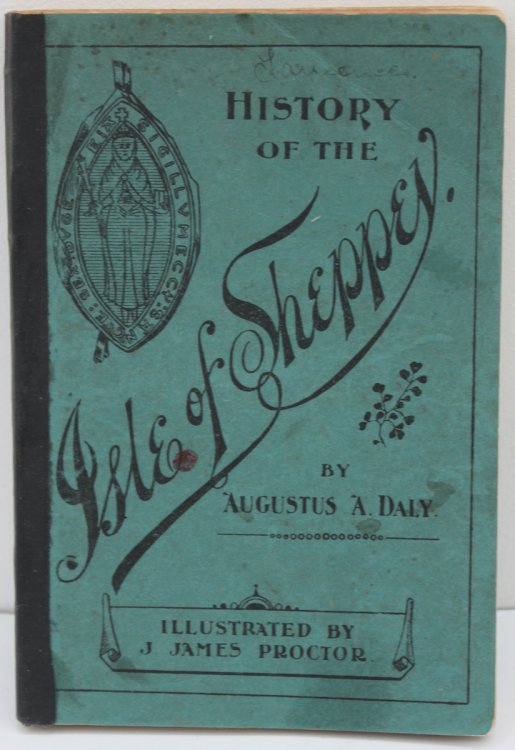 HISTORY
OF THE
Isle of Sheppey.
BY
AUGUSTUS A. DALY.
ILLUSTRATED BY
J JAMES PROCTOR